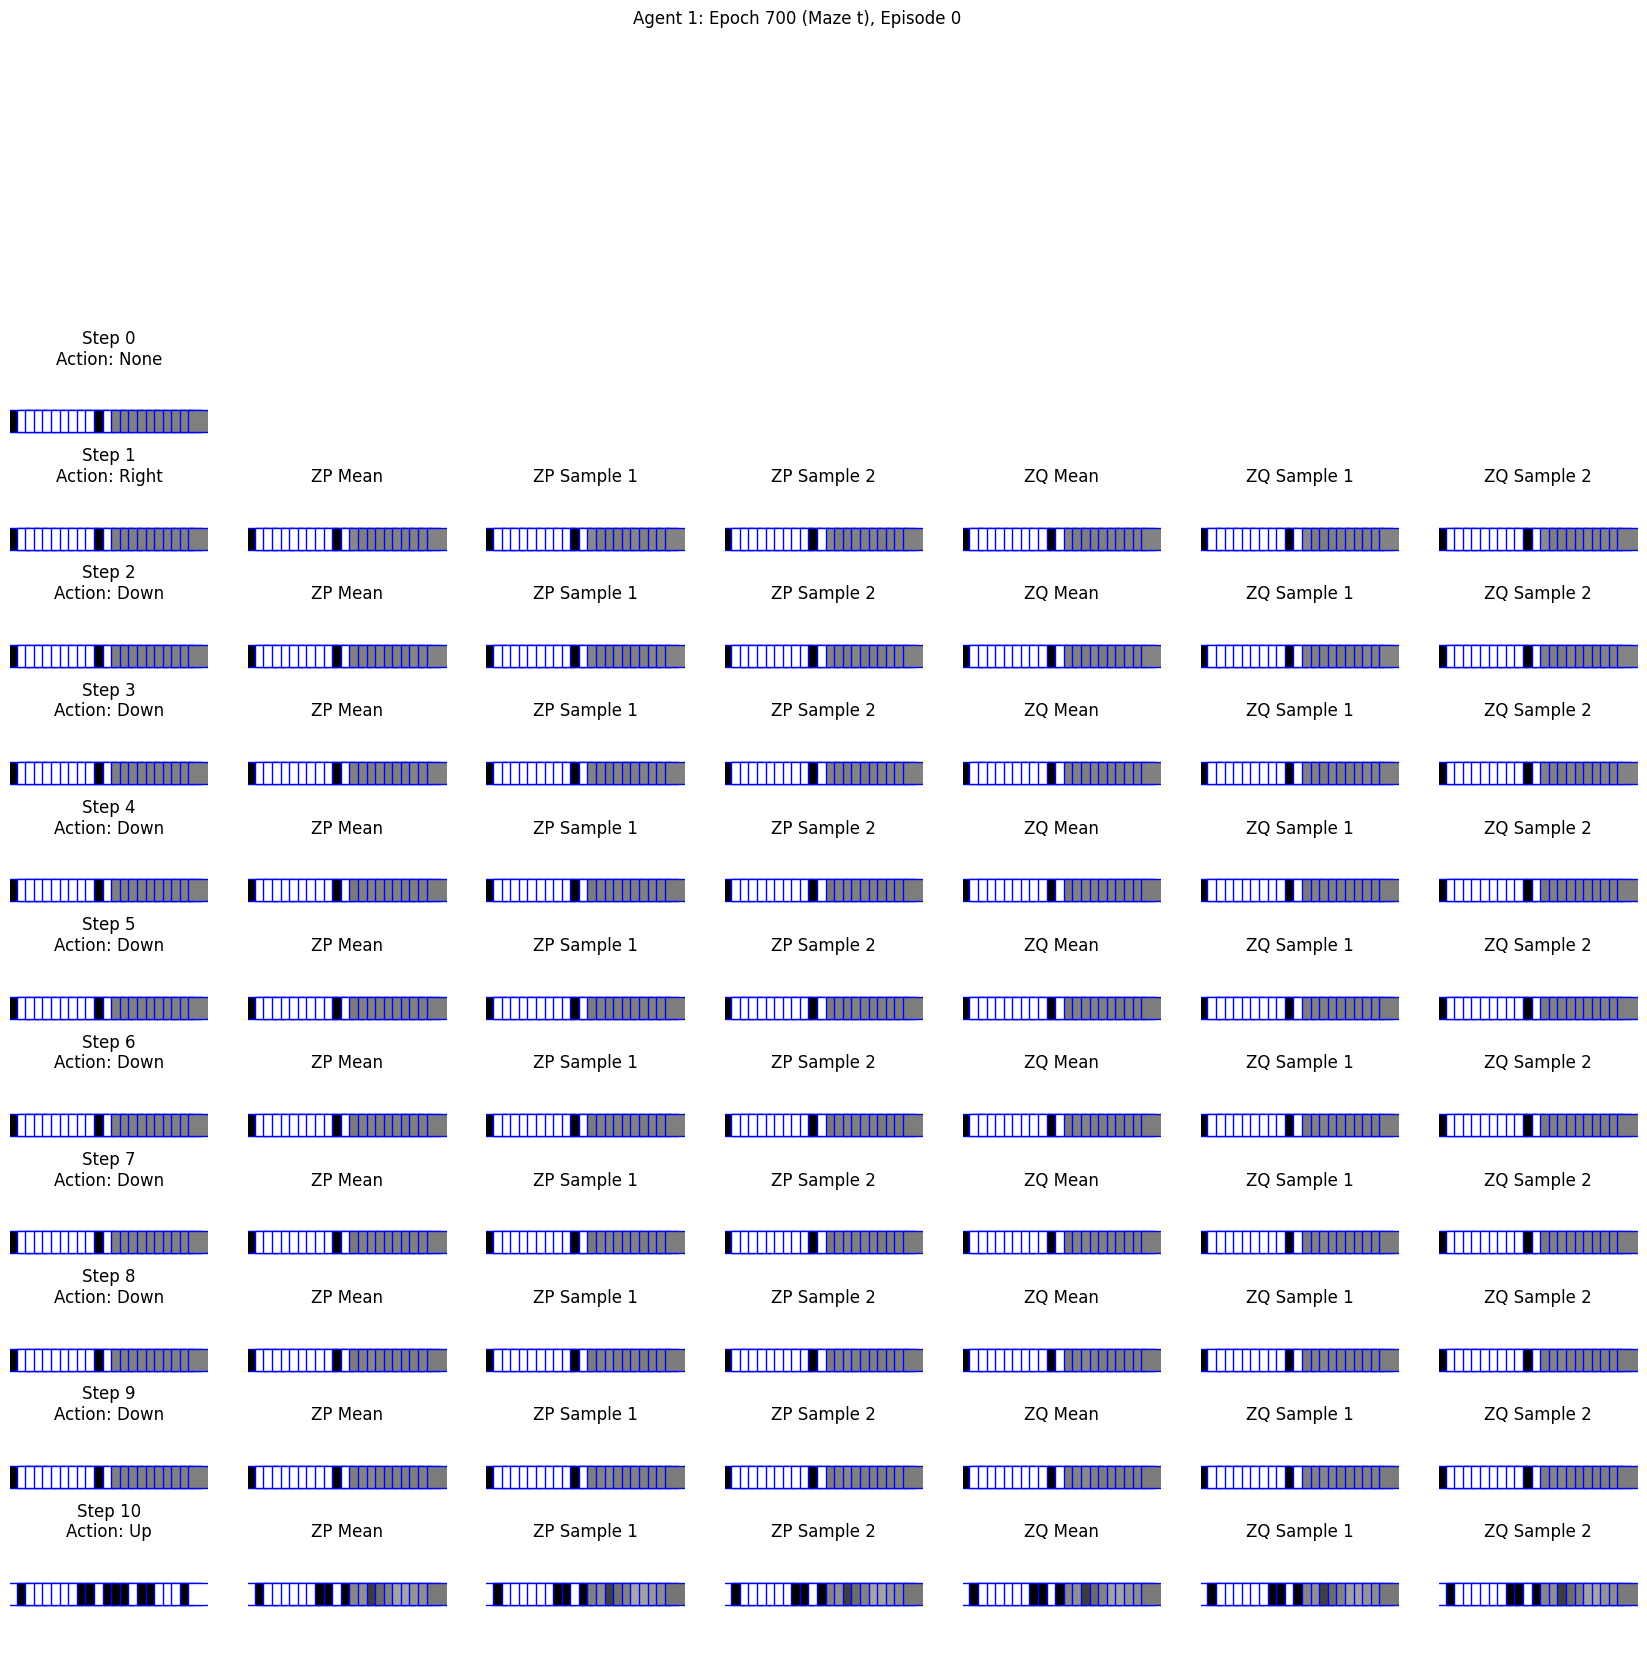 Agent 1: Epoch 700 (Maze t), Episode 0
Step 0
Action: None
Step 1
Action: Right
ZP Mean
ZP Sample 1
ZP Sample 2
ZQ Mean
ZQ Sample 1
ZQ Sample 2
Step 2
Action: Down
ZP Mean
ZP Sample 1
ZP Sample 2
ZQ Mean
ZQ Sample 1
ZQ Sample 2
Step 3
Action: Down
ZP Mean
ZP Sample 1
ZP Sample 2
ZQ Mean
ZQ Sample 1
ZQ Sample 2
Step 4
Action: Down
ZP Mean
ZP Sample 1
ZP Sample 2
ZQ Mean
ZQ Sample 1
ZQ Sample 2
Step 5
Action: Down
ZP Mean
ZP Sample 1
ZP Sample 2
ZQ Mean
ZQ Sample 1
ZQ Sample 2
Step 6
Action: Down
ZP Mean
ZP Sample 1
ZP Sample 2
ZQ Mean
ZQ Sample 1
ZQ Sample 2
Step 7
Action: Down
ZP Mean
ZP Sample 1
ZP Sample 2
ZQ Mean
ZQ Sample 1
ZQ Sample 2
Step 8
Action: Down
ZP Mean
ZP Sample 1
ZP Sample 2
ZQ Mean
ZQ Sample 1
ZQ Sample 2
Step 9
Action: Down
ZP Mean
ZP Sample 1
ZP Sample 2
ZQ Mean
ZQ Sample 1
ZQ Sample 2
Step 10
Action: Up
ZP Mean
ZP Sample 1
ZP Sample 2
ZQ Mean
ZQ Sample 1
ZQ Sample 2